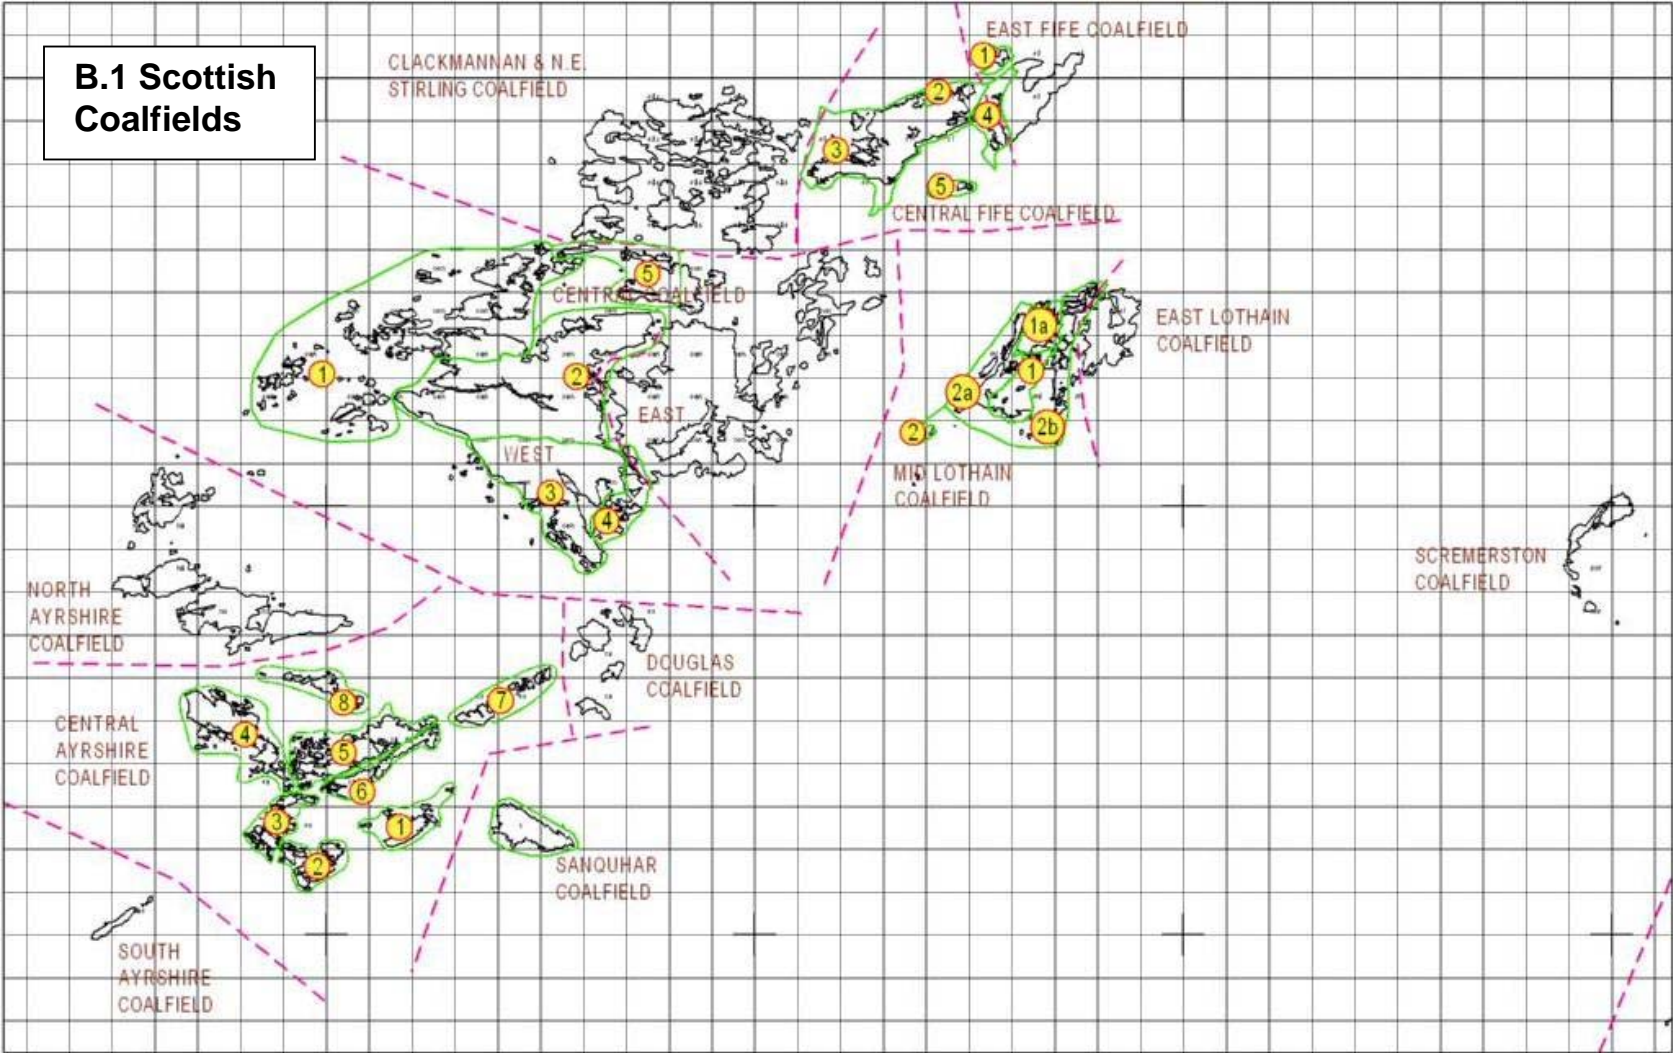 B.1 Scottish
Coalfields
CLACKMANNAN & N.E.
STIRLING COALFIELD
EAST FIFE COALFIELD
1
2
4
3
5
CENTRAL FIFE COALFIELD
5
CENTRAL COALFIELD
1
2
EAST
WEST
3
4
1a
1
2a
2
2b
EAST LOTHAIN
COALFIELD
MID LOTHAIN
COALFIELD
SCREMERSTON
COALFIELD
NORTH
AYRSHIRE
COALFIELD
DOUGLAS
COALFIELD
8
7
4
5
6
3
1
2
CENTRAL
AYRSHIRE
COALFIELD
SANQUHAR
COALFIELD
SOUTH
AYRSHIRE
COALFIELD